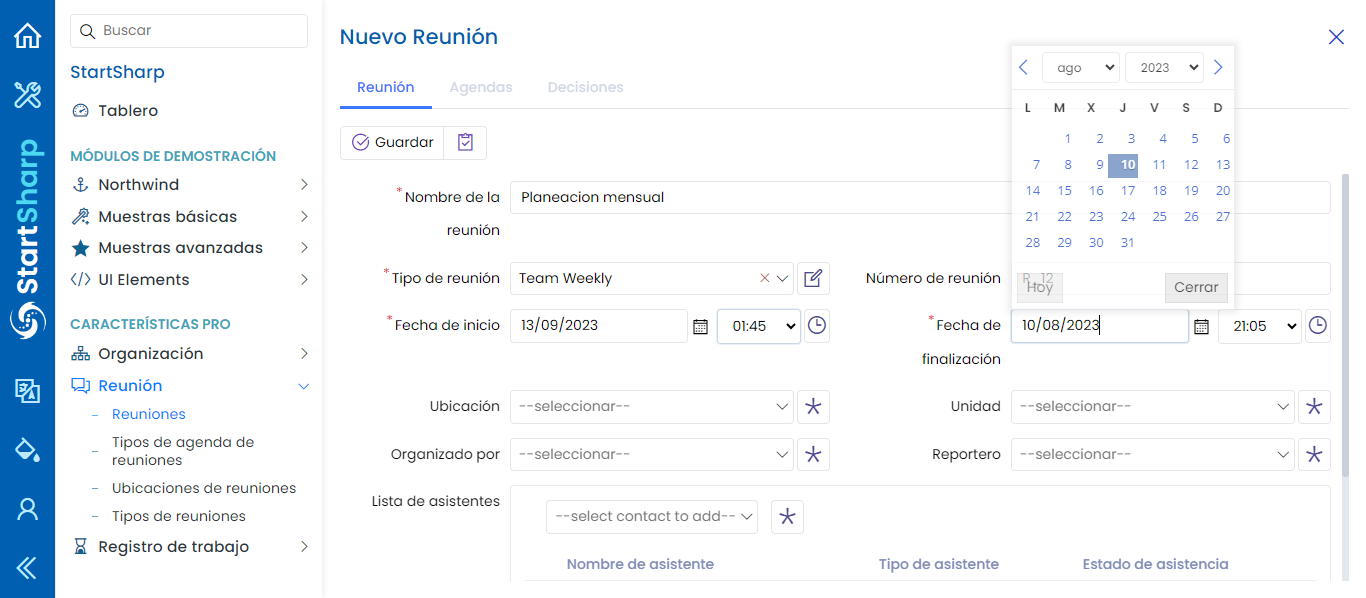 StartSharp
Buscar
StartSharp
Tablero
MÓDULOS DE DEMOSTRACIÓN
Northwind
Muestras básicas
Muestras avanzadas
UI Elements
CARACTERÍSTICAS PRO
Organización
Reunión
Reuniones
Tipos de agenda de
reuniones
Ubicaciones de reuniones
Tipos de reuniones
Registro de trabajo
Nuevo Reunión
Reunión Agendas Decisiones
Guardar
*Nombre de la
reunión
Planeacion mensual
*Tipo de reunión
Team Weekly
Número de reunión
R_12
*Fecha de inicio
13/09/2023
01:45
*Fecha de
finalización
10/08/2023
21:05
Ubicación
--seleccionar--
Unidad
--seleccionar--
Organizado por
--seleccionar--
Reportero
--seleccionar--
Lista de asistentes
--select contact to add--
Nombre de asistente Tipo de asistente Estado de asistencia
ago 2023
L M X J V S D
1 2 3 4 5 6
7 8 9 10 11 12 13
14 15 16 17 18 19 20
21 22 23 24 25 26 27
28 29 30 31
Hoy Cerrar